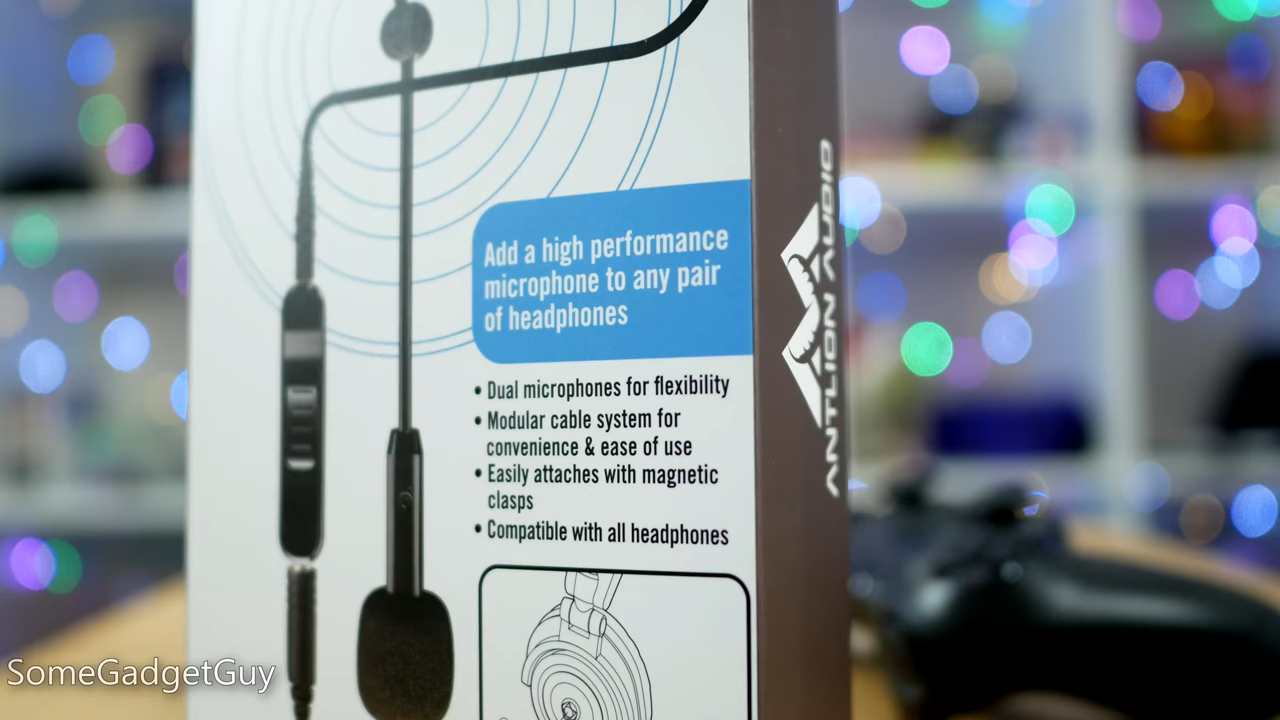 Add a high performance
microphone to any pair
of headphones
• Dual microphones for flexibility
• Modular cable system for
convenience & ease of use
• Easily attaches with magnetic
clasps
• Compatible with all headphones
ANTLION AUDIO
SomeGadgetGuy